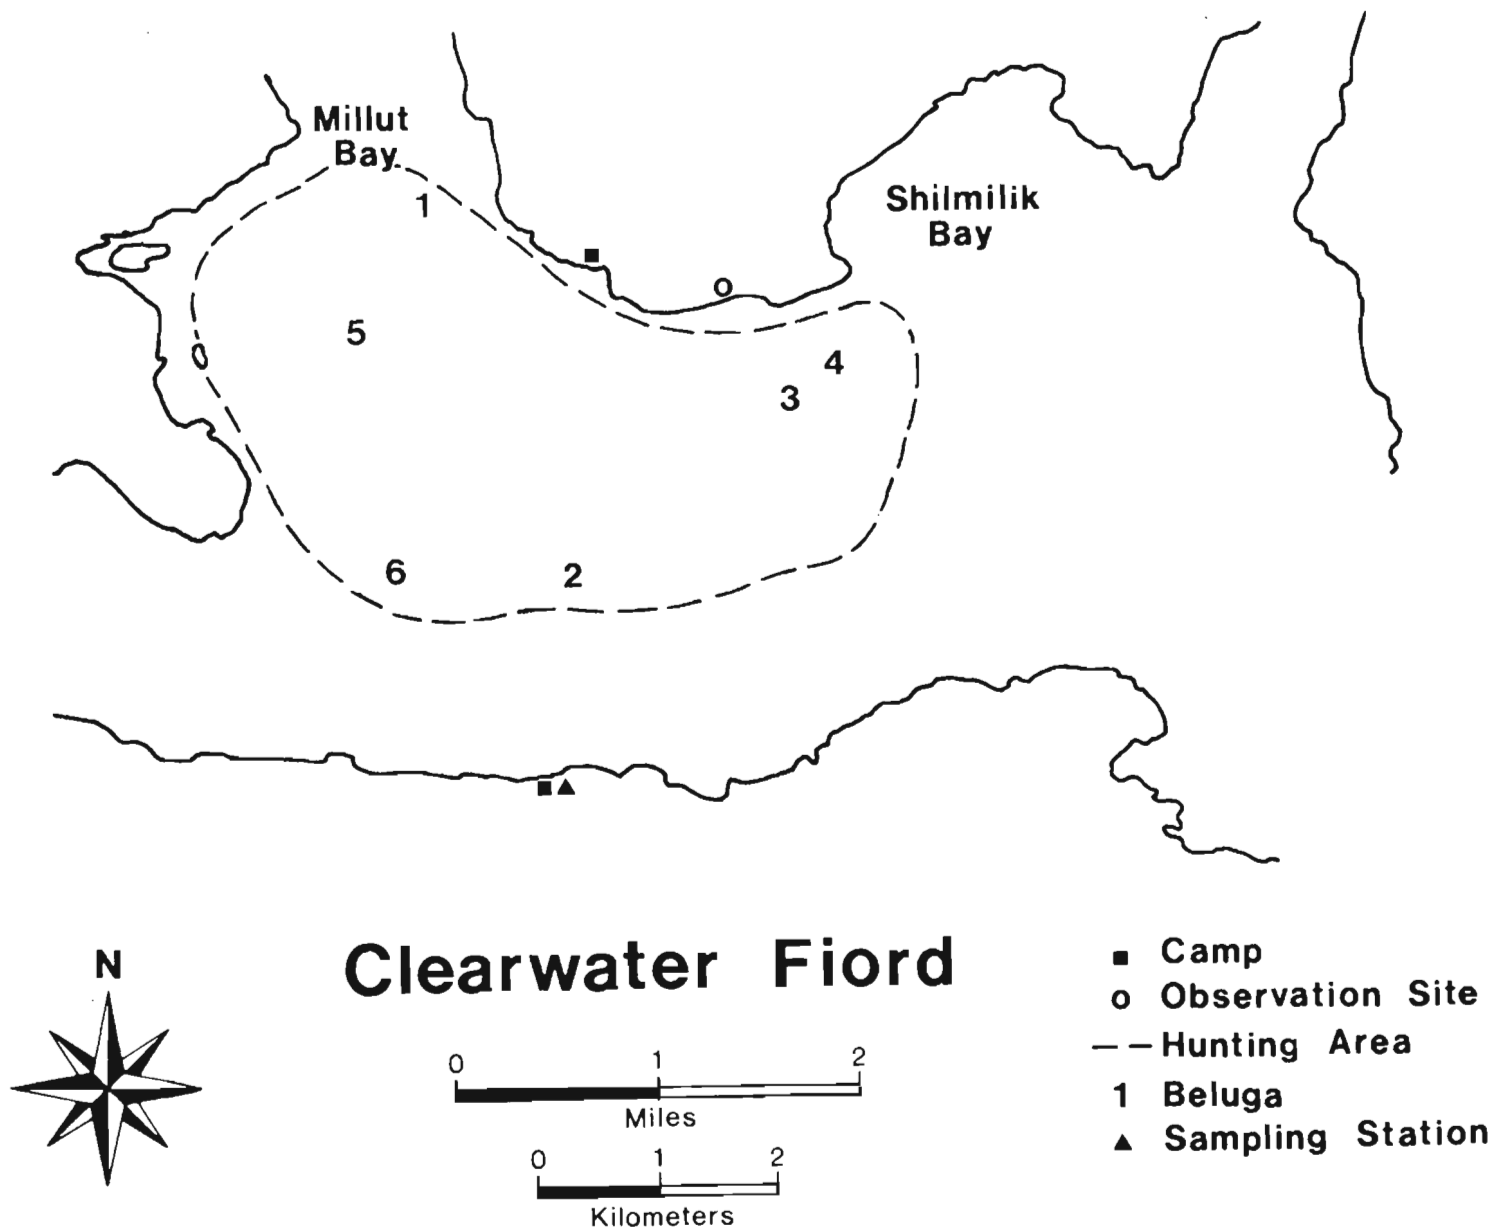 Millut
Bay
1
Shilmilik
Bay
5
4
3
6
2
N
Clearwater Fiord
0 1 2
Miles
0 1 2
Kilometers
Camp
o Observation Site
Hunting Area
1 Beluga
Sampling Station